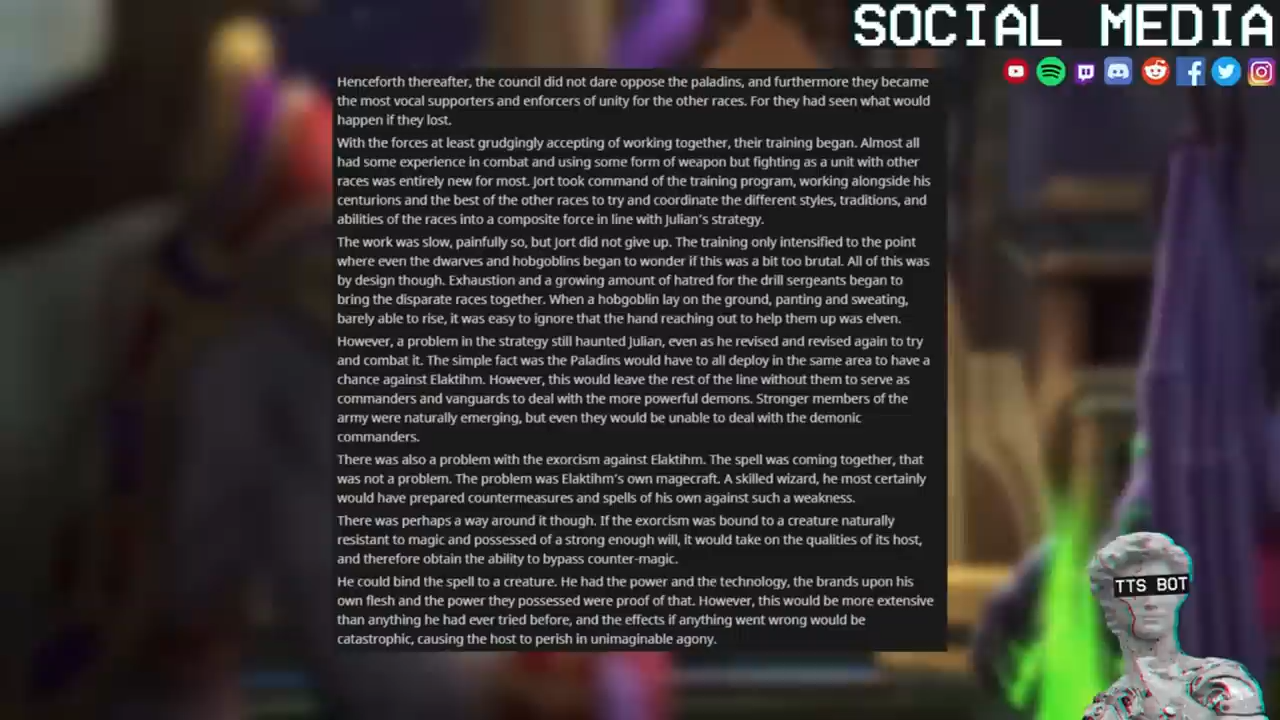 SOCIAL MEDIA
Henceforth thereafter, the council did not dare oppose the paladins, and furthermore they became
the most vocal supporters and enforcers of unity for the other races. For they had seen what would
happen if they lost.
With the forces at least grudgingly accepting of working together, their training began. Almost all
had some experience in combat and using some form of weapon but fighting as a unit with other
races was entirely new for most. Jort took command of the training program, working alongside his
centurions and the best of the other races to try and coordinate the different styles, traditions, and
abilities of the races into a composite force in line with Julian's strategy.
The work was slow, painfully so, but Jort did not give up. The training only intensified to the point
where even the dwarves and hobgoblins began to wonder if this was a bit too brutal. All of this was
by design though. Exhaustion and a growing amount of hatred for the drill sergeants began to
bring the disparate races together. When a hobgoblin lay on the ground, panting and sweating,
barely able to rise, it was easy to ignore that the hand reaching out to help them up was elven.
However, a problem in the strategy still haunted Julian, even as he revised and revised again to try
and combat it. The simple fact was the Paladins would have to all deploy in the same area to have a
chance against Elaktihm. However, this would leave the rest of the line without them to serve as
commanders and vanguards to deal with the more powerful demons. Stronger members of the
army were naturally emerging, but even they would be unable to deal with the demonic
commanders.
There was also a problem with the exorcism against Elaktihm. The spell was coming together, that
was not a problem. The problem was Elaktihm's own magecraft. A skilled wizard, he most certainly
would have prepared countermeasures and spells of his own against such a weakness.
There was perhaps a way around it though. If the exorcism was bound to a creature naturally
resistant to magic and possessed of a strong enough will, it would take on the qualities of its host,
and therefore obtain the ability to bypass counter-magic.
He could bind the spell to a creature. He had the power and the technology, the brands upon his
own flesh and the power they possessed were proof of that. However, this would be more extensive
than anything he had ever tried before, and the effects if anything went wrong would be
catastrophic, causing the host to perish in unimaginable agony.
TTS BOT